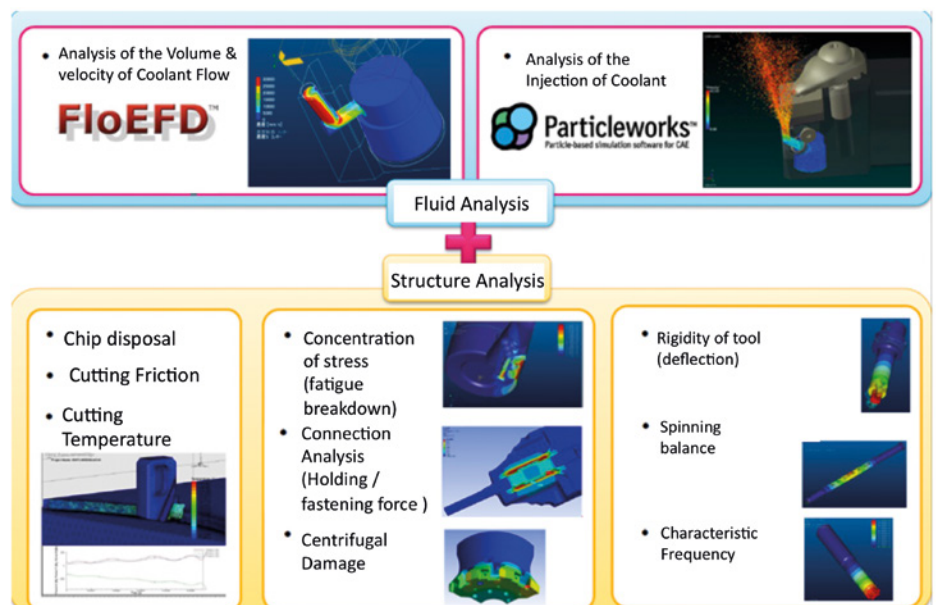 • Analysis of the Volume &
velocity of Coolant Flow
FloEFD™
• Analysis of the
Injection of Coolant
Particleworks™
Particle-based simulation software for CAE
Fluid Analysis
Structure Analysis
• Chip disposal
• Cutting Friction
• Cutting
Temperature
• Concentration
of stress
(fatigue
breakdown)
• Connection
Analysis
(Holding /
fastening force )
• Centrifugal
Damage
• Rigidity of tool
(deflection)
• Spinning
balance
• Characteristic
Frequency